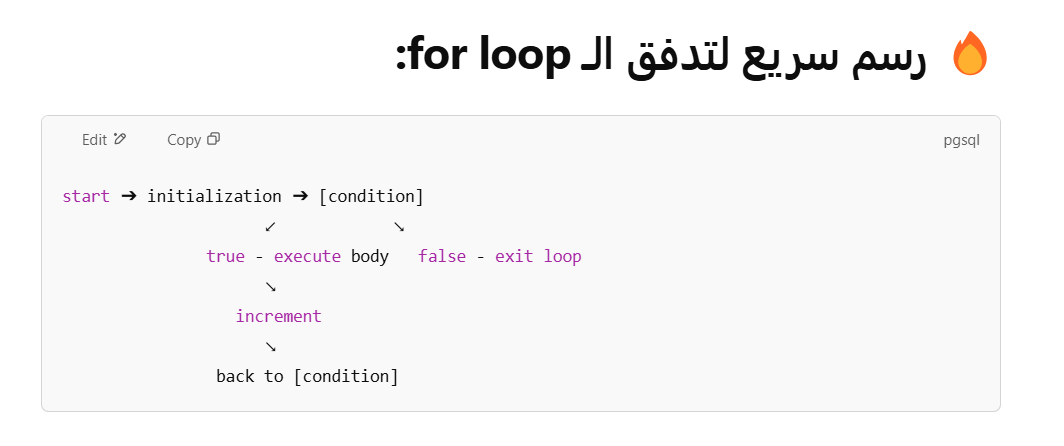 🔥 رسم سريع لتدفق الـ for loop:
Edit Copy pgsql
start → initialization → [condition]
↙ ↘
true - execute body false - exit loop
↘
increment
↘
back to [condition]